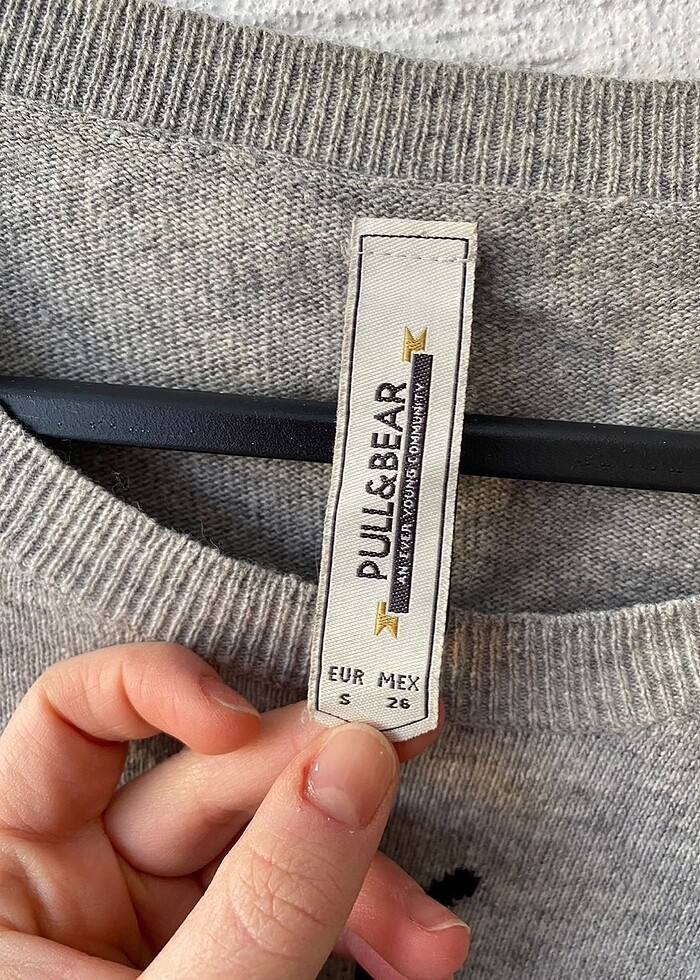 PULL&BEAR
AN EVER YOUNG COMMUNITY
EUR MEX
S 26